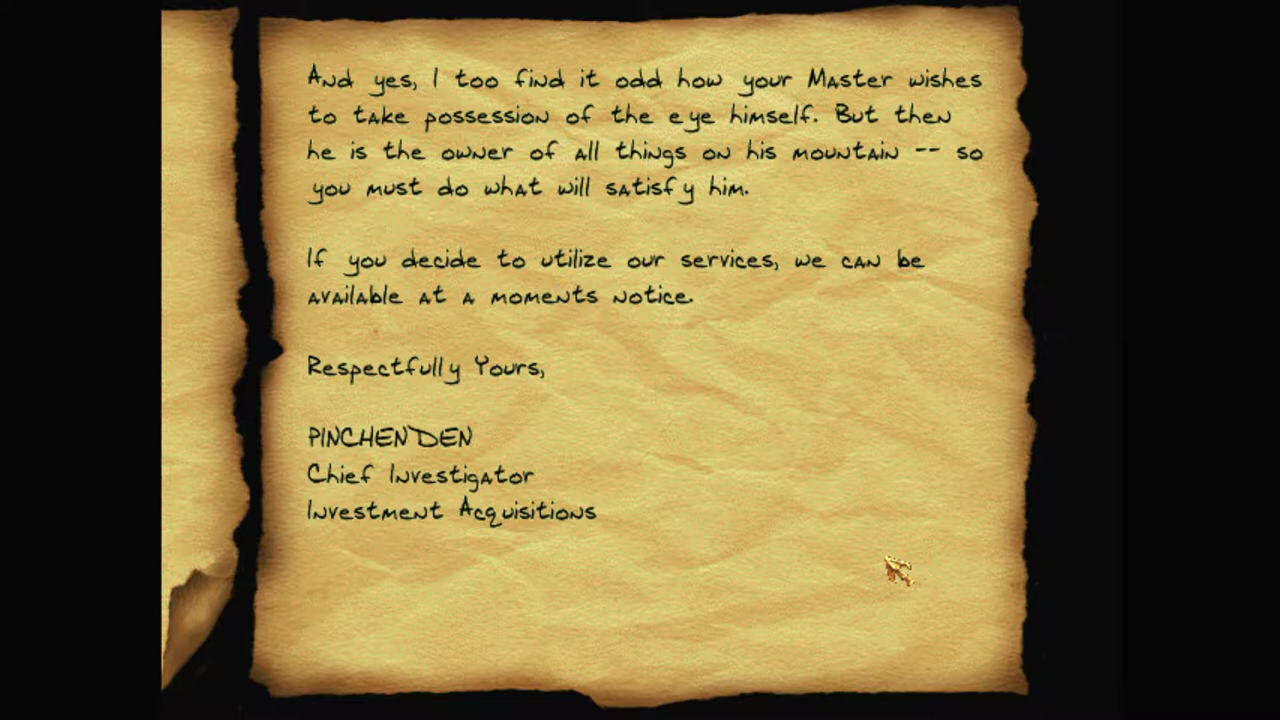 And yes, I too find it odd how your Master wishes
to take possession of the eye himself. But then
he is the owner of all things on his mountain -- so
you must do what will satisfy him.
If you decide to utilize our services, we can be
available at a moments notice.
Respectfully Yours,
PINCHENDEN
Chief Investigator
Investment Acquisitions